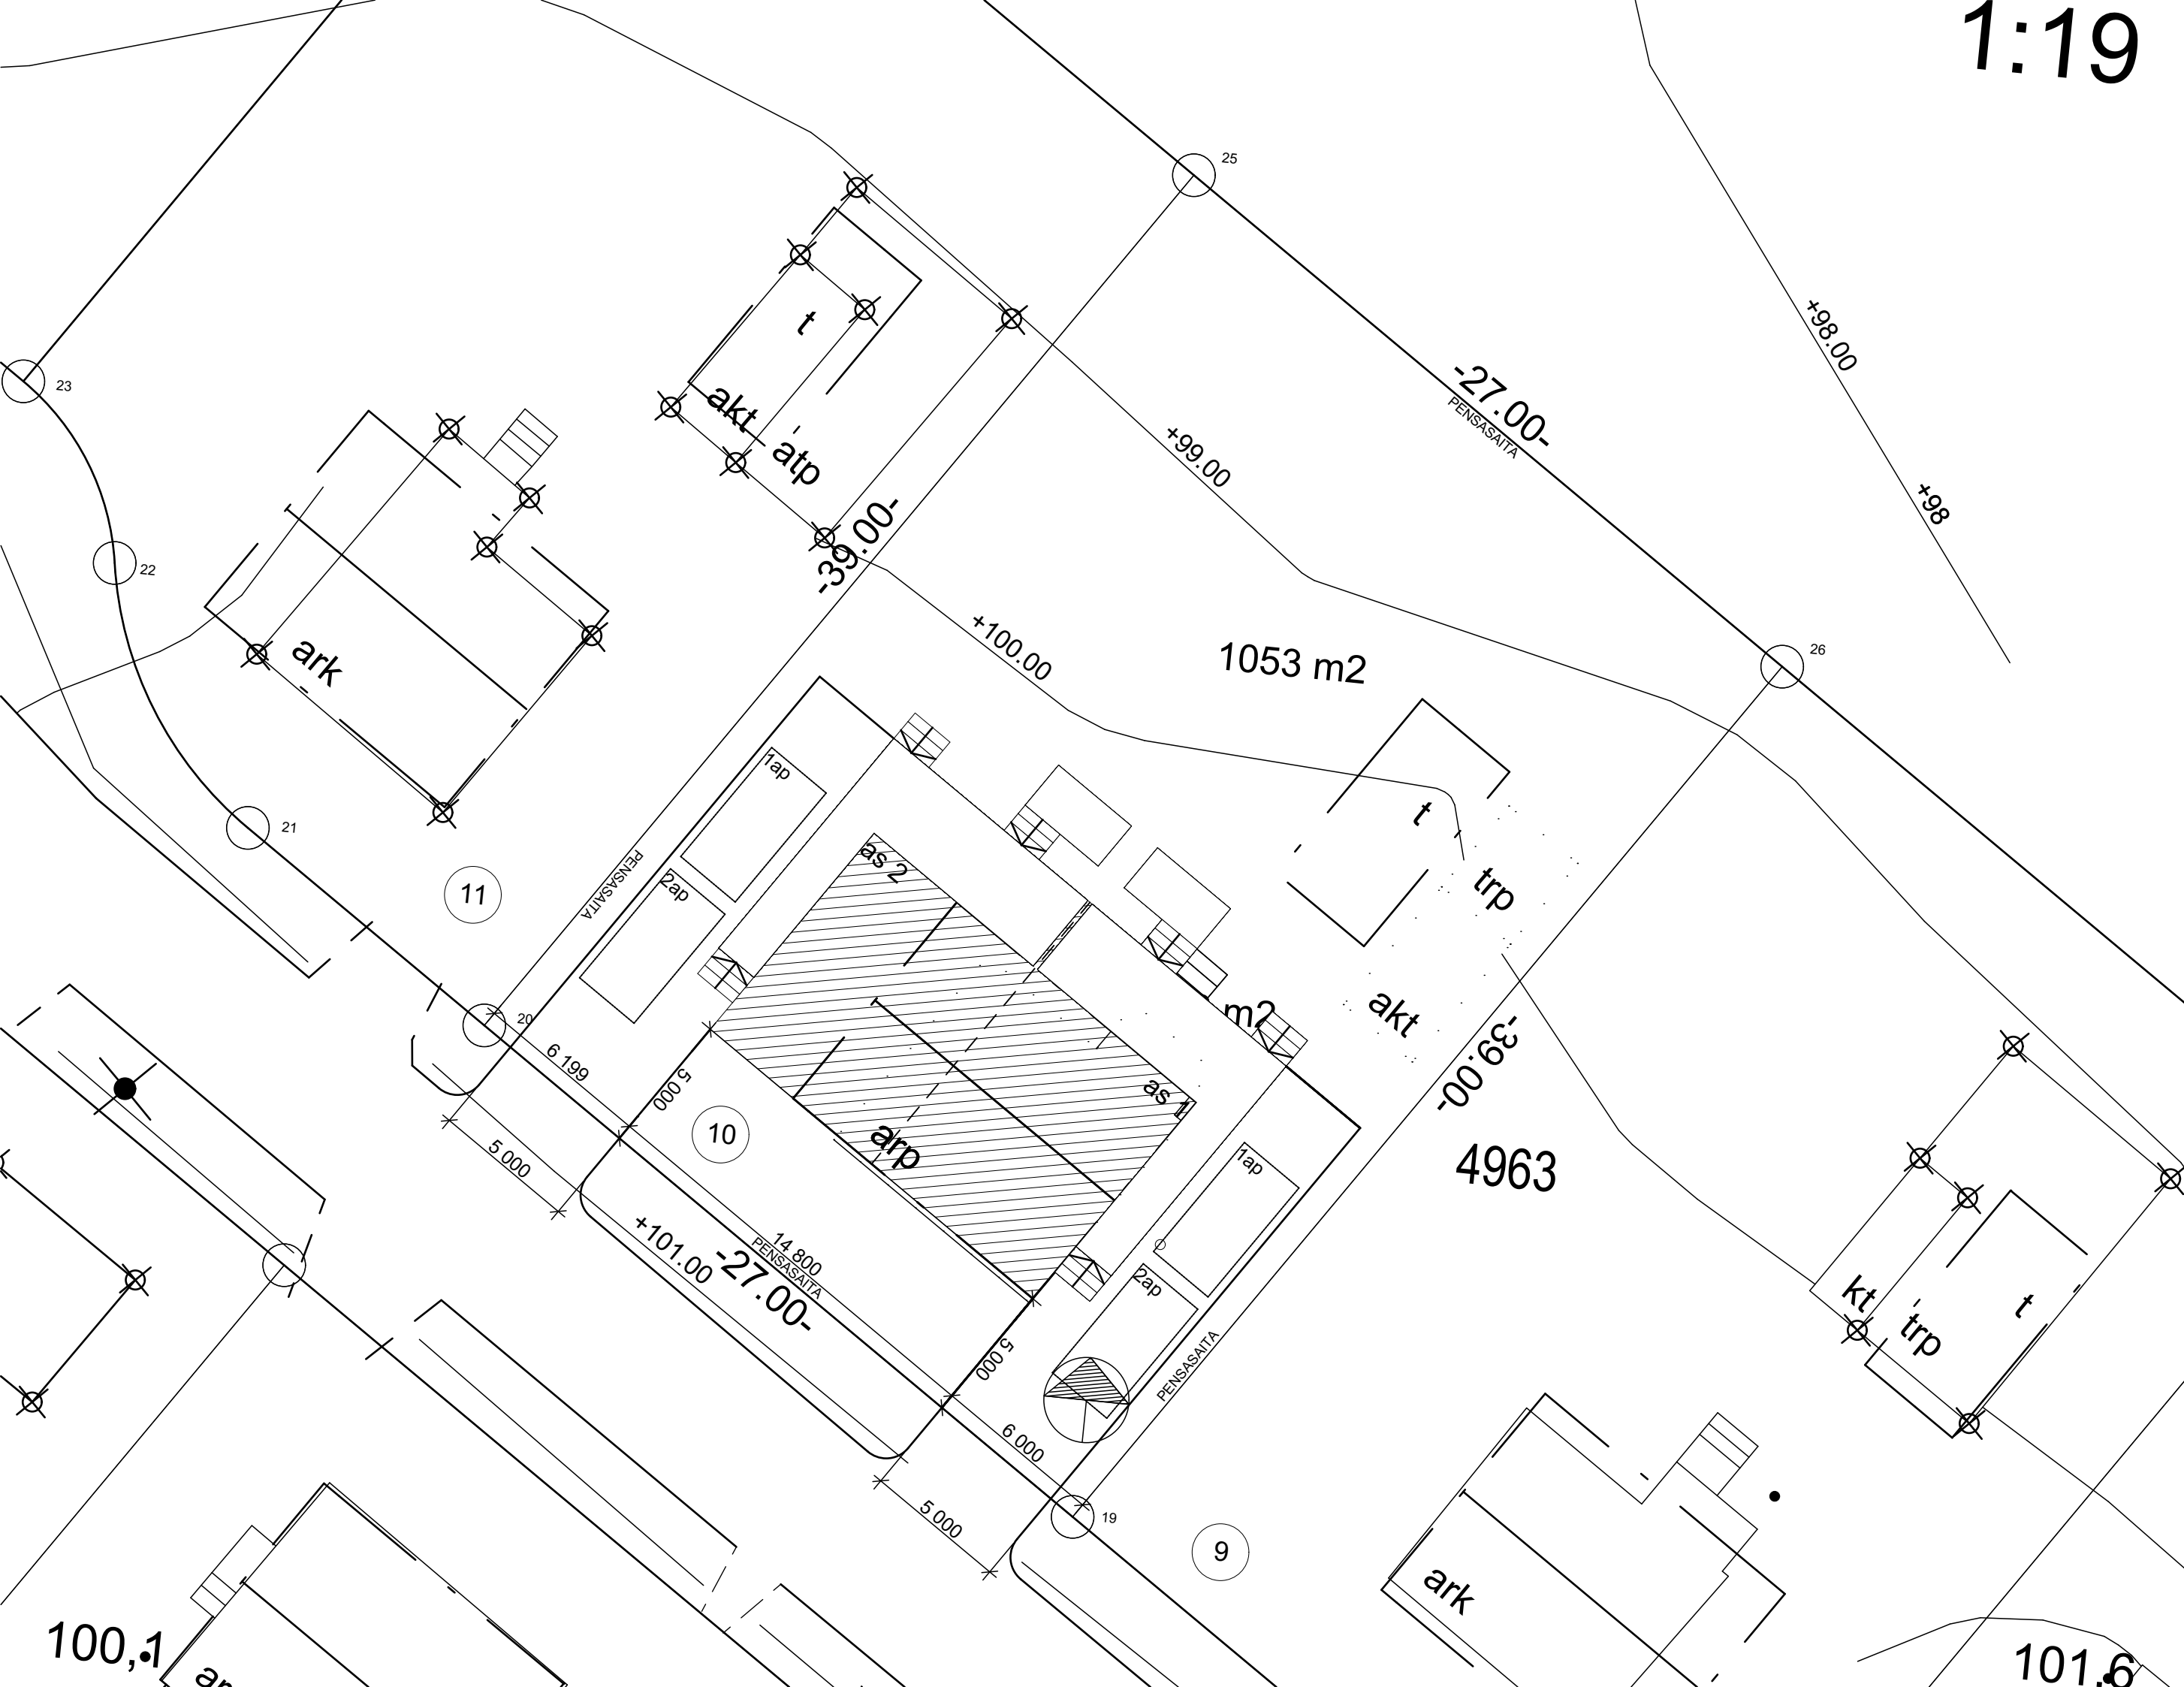 1:19
25
+98.00
t
23
-27.00-
PENSASAITA
akt
atp
+99.00
+98
-39.00-
22
ark
+100.00
1053 m2
26
1ap
t
21
PENSASAITA
as 2
2ap
11
trp
m2
akt
20
6 199
5 000
-39.00-
as 1
10
arp
4963
5 000
1ap
14 800
PENSASAITA
+101.00
-27.00-
2ap
kt
trp
t
5 000
PENSASAITA
6 000
5 000
19
9
ark
100,1
101,6